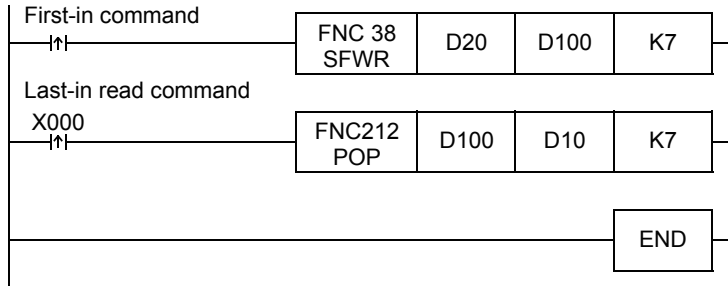 First-in command
FNC 38
SFWR
D20
D100
K7
Last-in read command
X000
FNC212
POP
D100
D10
K7
END